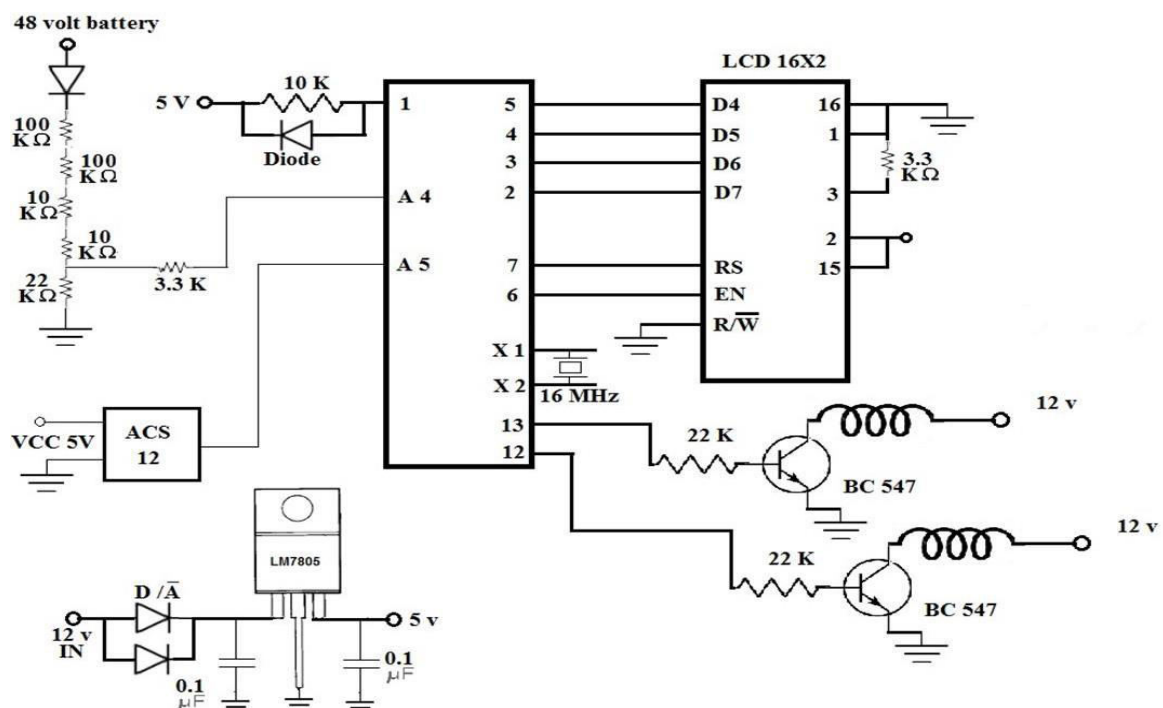 48 volt battery
LCD 16X2
5 V
10 K
Diode
1
5
4
3
2
D4
D5
D6
D7
16
1
3.3
KΩ
3
2
15
100
KΩ
100
KΩ
10
KΩ
10
KΩ
22
KΩ
3.3 K
A 4
A 5
7
6
RS
EN
R/W̅
X 1
X 2
16 MHz
13
12
VCC 5V
ACS
12
22 K
BC 547
12 v
22 K
BC 547
12 v
LM7805
D /A̅
12 v
IN
5 v
0.1
µF
0.1
µF